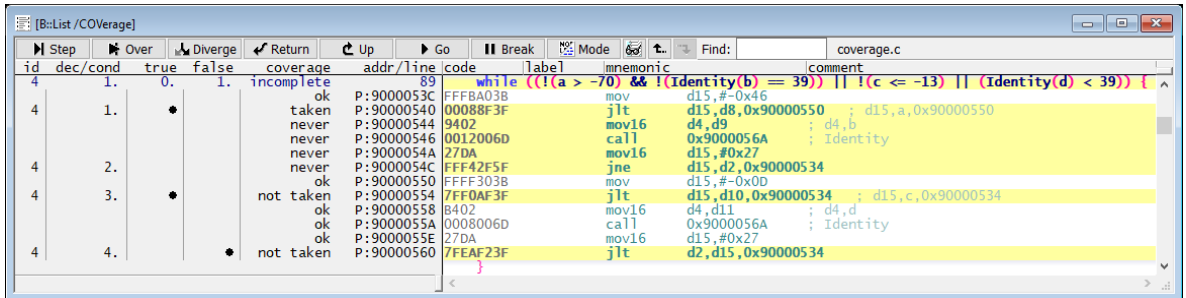 [B::List /COVerage]
Step Over Diverge Return Up Go Break Mode t.. Find: coverage.c
id dec/cond true false coverage addr/line code label mnemonic comment
4 1. 0. 1. incomplete 89 while ((!(a > -70) && !(Identity(b) == 39)) || !(c <= -13) || (Identity(d) < 39)) {
ok P:9000053C FFFBA03B mov d15,#-0x46
4 1. ● taken P:90000540 00088F3F jlt d15,d8,0x90000550 ; d15,a,0x90000550
never P:90000544 9402 mov16 d4,d9 ; d4,b
never P:90000546 0012006D call 0x9000056A ; Identity
never P:9000054A 27DA mov16 d15,#0x27
4 2. never P:9000054C FFF42F5F jne d15,d2,0x90000534
ok P:90000550 FFFF303B mov d15,#-0x0D
4 3. ● not taken P:90000554 7FF0AF3F jlt d15,d10,0x90000534 ; d15,c,0x90000534
ok P:90000558 B402 mov16 d4,d11 ; d4,d
ok P:9000055A 0008006D call 0x9000056A ; Identity
ok P:9000055E 27DA mov16 d15,#0x27
4 4. ● not taken P:90000560 7FEAF23F jlt d2,d15,0x90000534
}